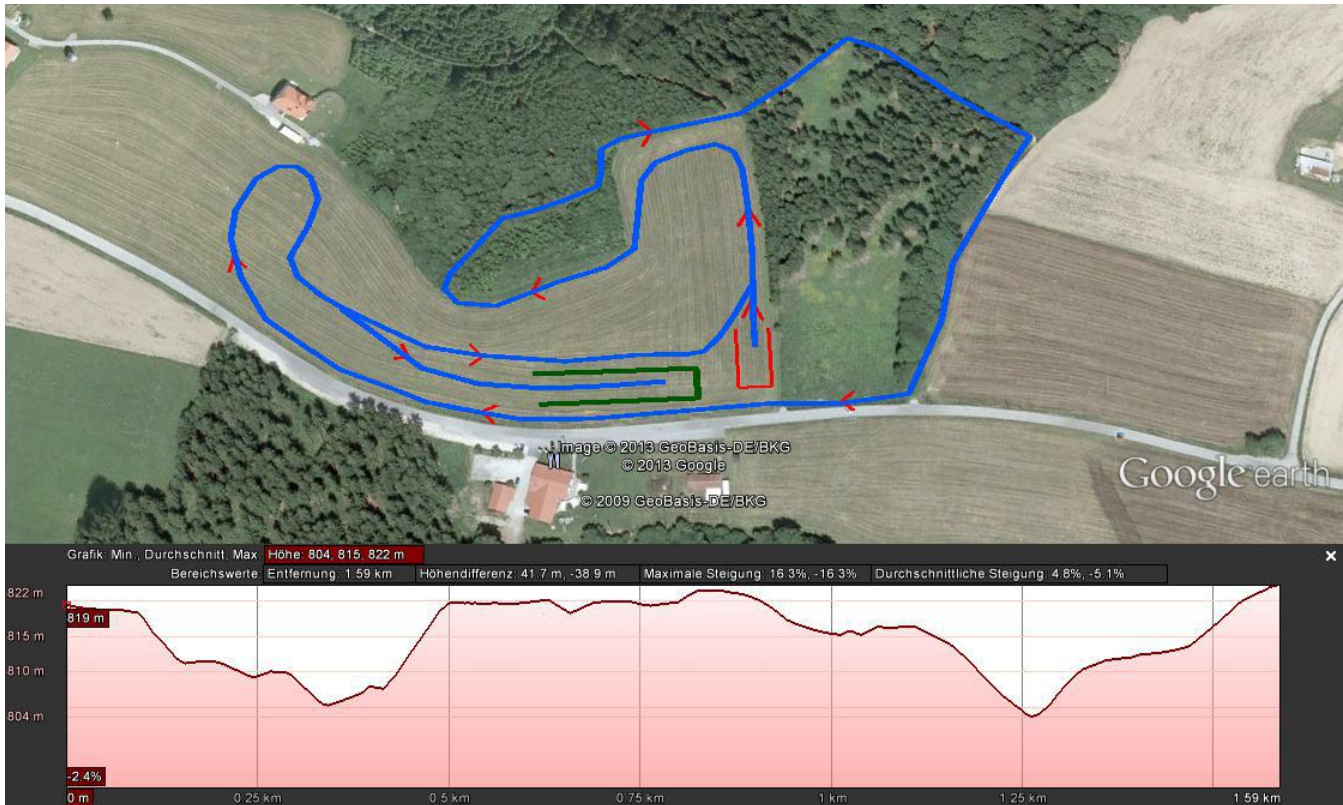 Image © 2013 GeoBasis-DE/BKG
© 2013 Google
Google earth
© 2009 GeoBasis-DE/BKG
Grafik: Min., Durchschnitt, Max. Höhe: 804, 815, 822 m
Bereichswerte: Entfernung: 1.59 km Höhendifferenz: 41.7 m, -38.9 m Maximale Steigung: 16.3%, -16.3% Durchschnittliche Steigung: 4.8%, -5.1%
822 m
819 m
815 m
810 m
804 m
-2.4%
0 m 0.25 km 0.5 km 0.75 km 1 km 1.25 km 1.59 km